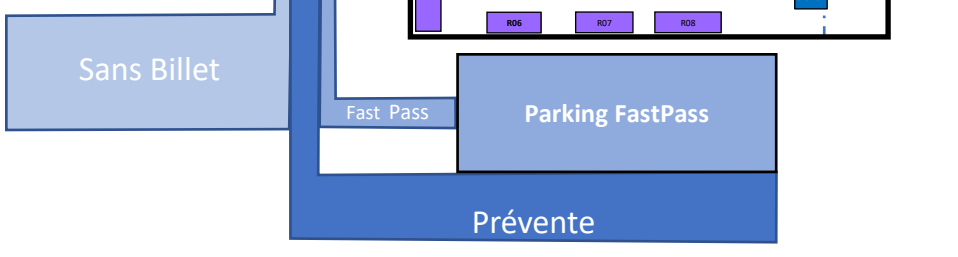 R06 R07 R08
Sans Billet
Fast Pass
Parking FastPass
Prévente